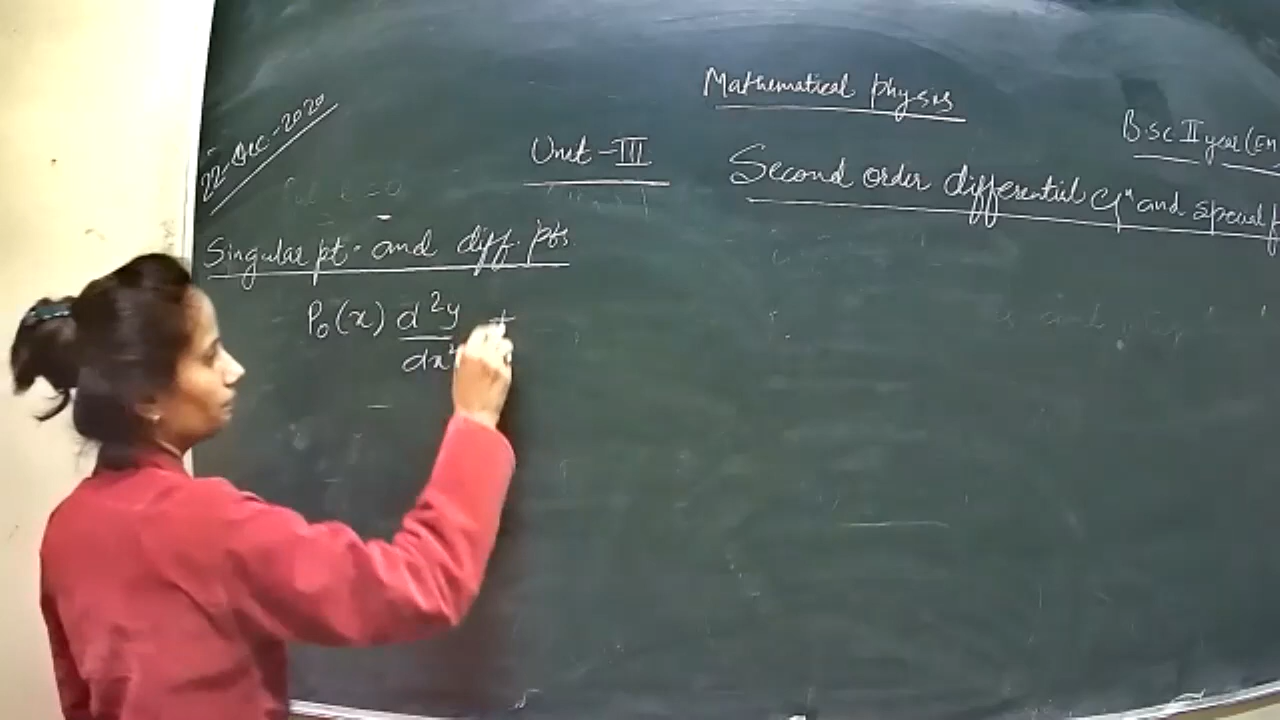 Mathematical physics
22-Dec-2020
B.Sc II year (EM
Unit-III
Second order differential eqn and special f
Singular pt. and diff. pts.
P₀(x) d²y/dx² +